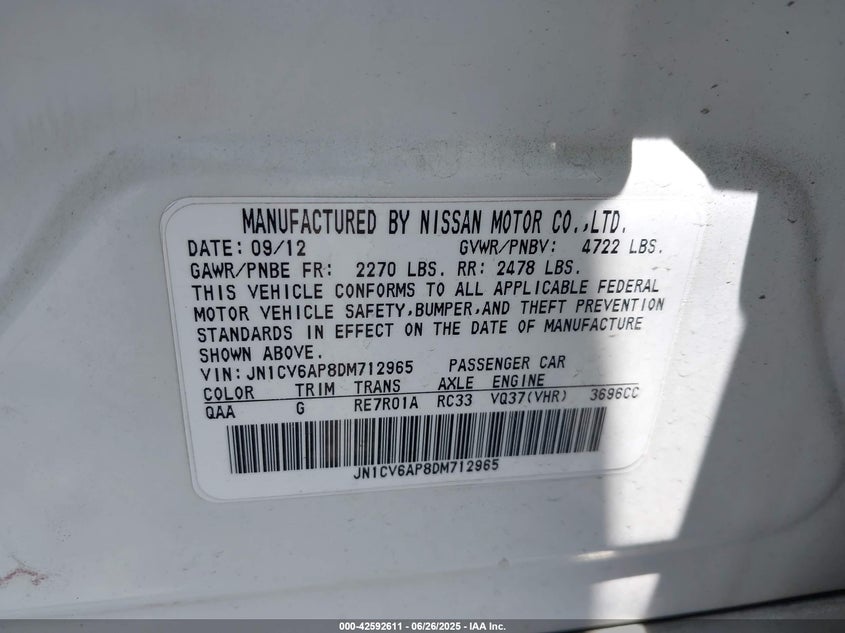 MANUFACTURED BY NISSAN MOTOR CO.,LTD.
DATE: 09/12 GVWR/PNBV: 4722 LBS.
GAWR/PNBE FR: 2270 LBS. RR: 2478 LBS.
THIS VEHICLE CONFORMS TO ALL APPLICABLE FEDERAL
MOTOR VEHICLE SAFETY,BUMPER,AND THEFT PREVENTION
STANDARDS IN EFFECT ON THE DATE OF MANUFACTURE
SHOWN ABOVE.
VIN: JN1CV6AP8DM712965 PASSENGER CAR
COLOR TRIM TRANS AXLE ENGINE
QAA G RE7R01A RC33 VQ37(VHR) 3696CC
JN1CV6AP8DM712965
000-42592611 - 06/26/2025 - IAA Inc.